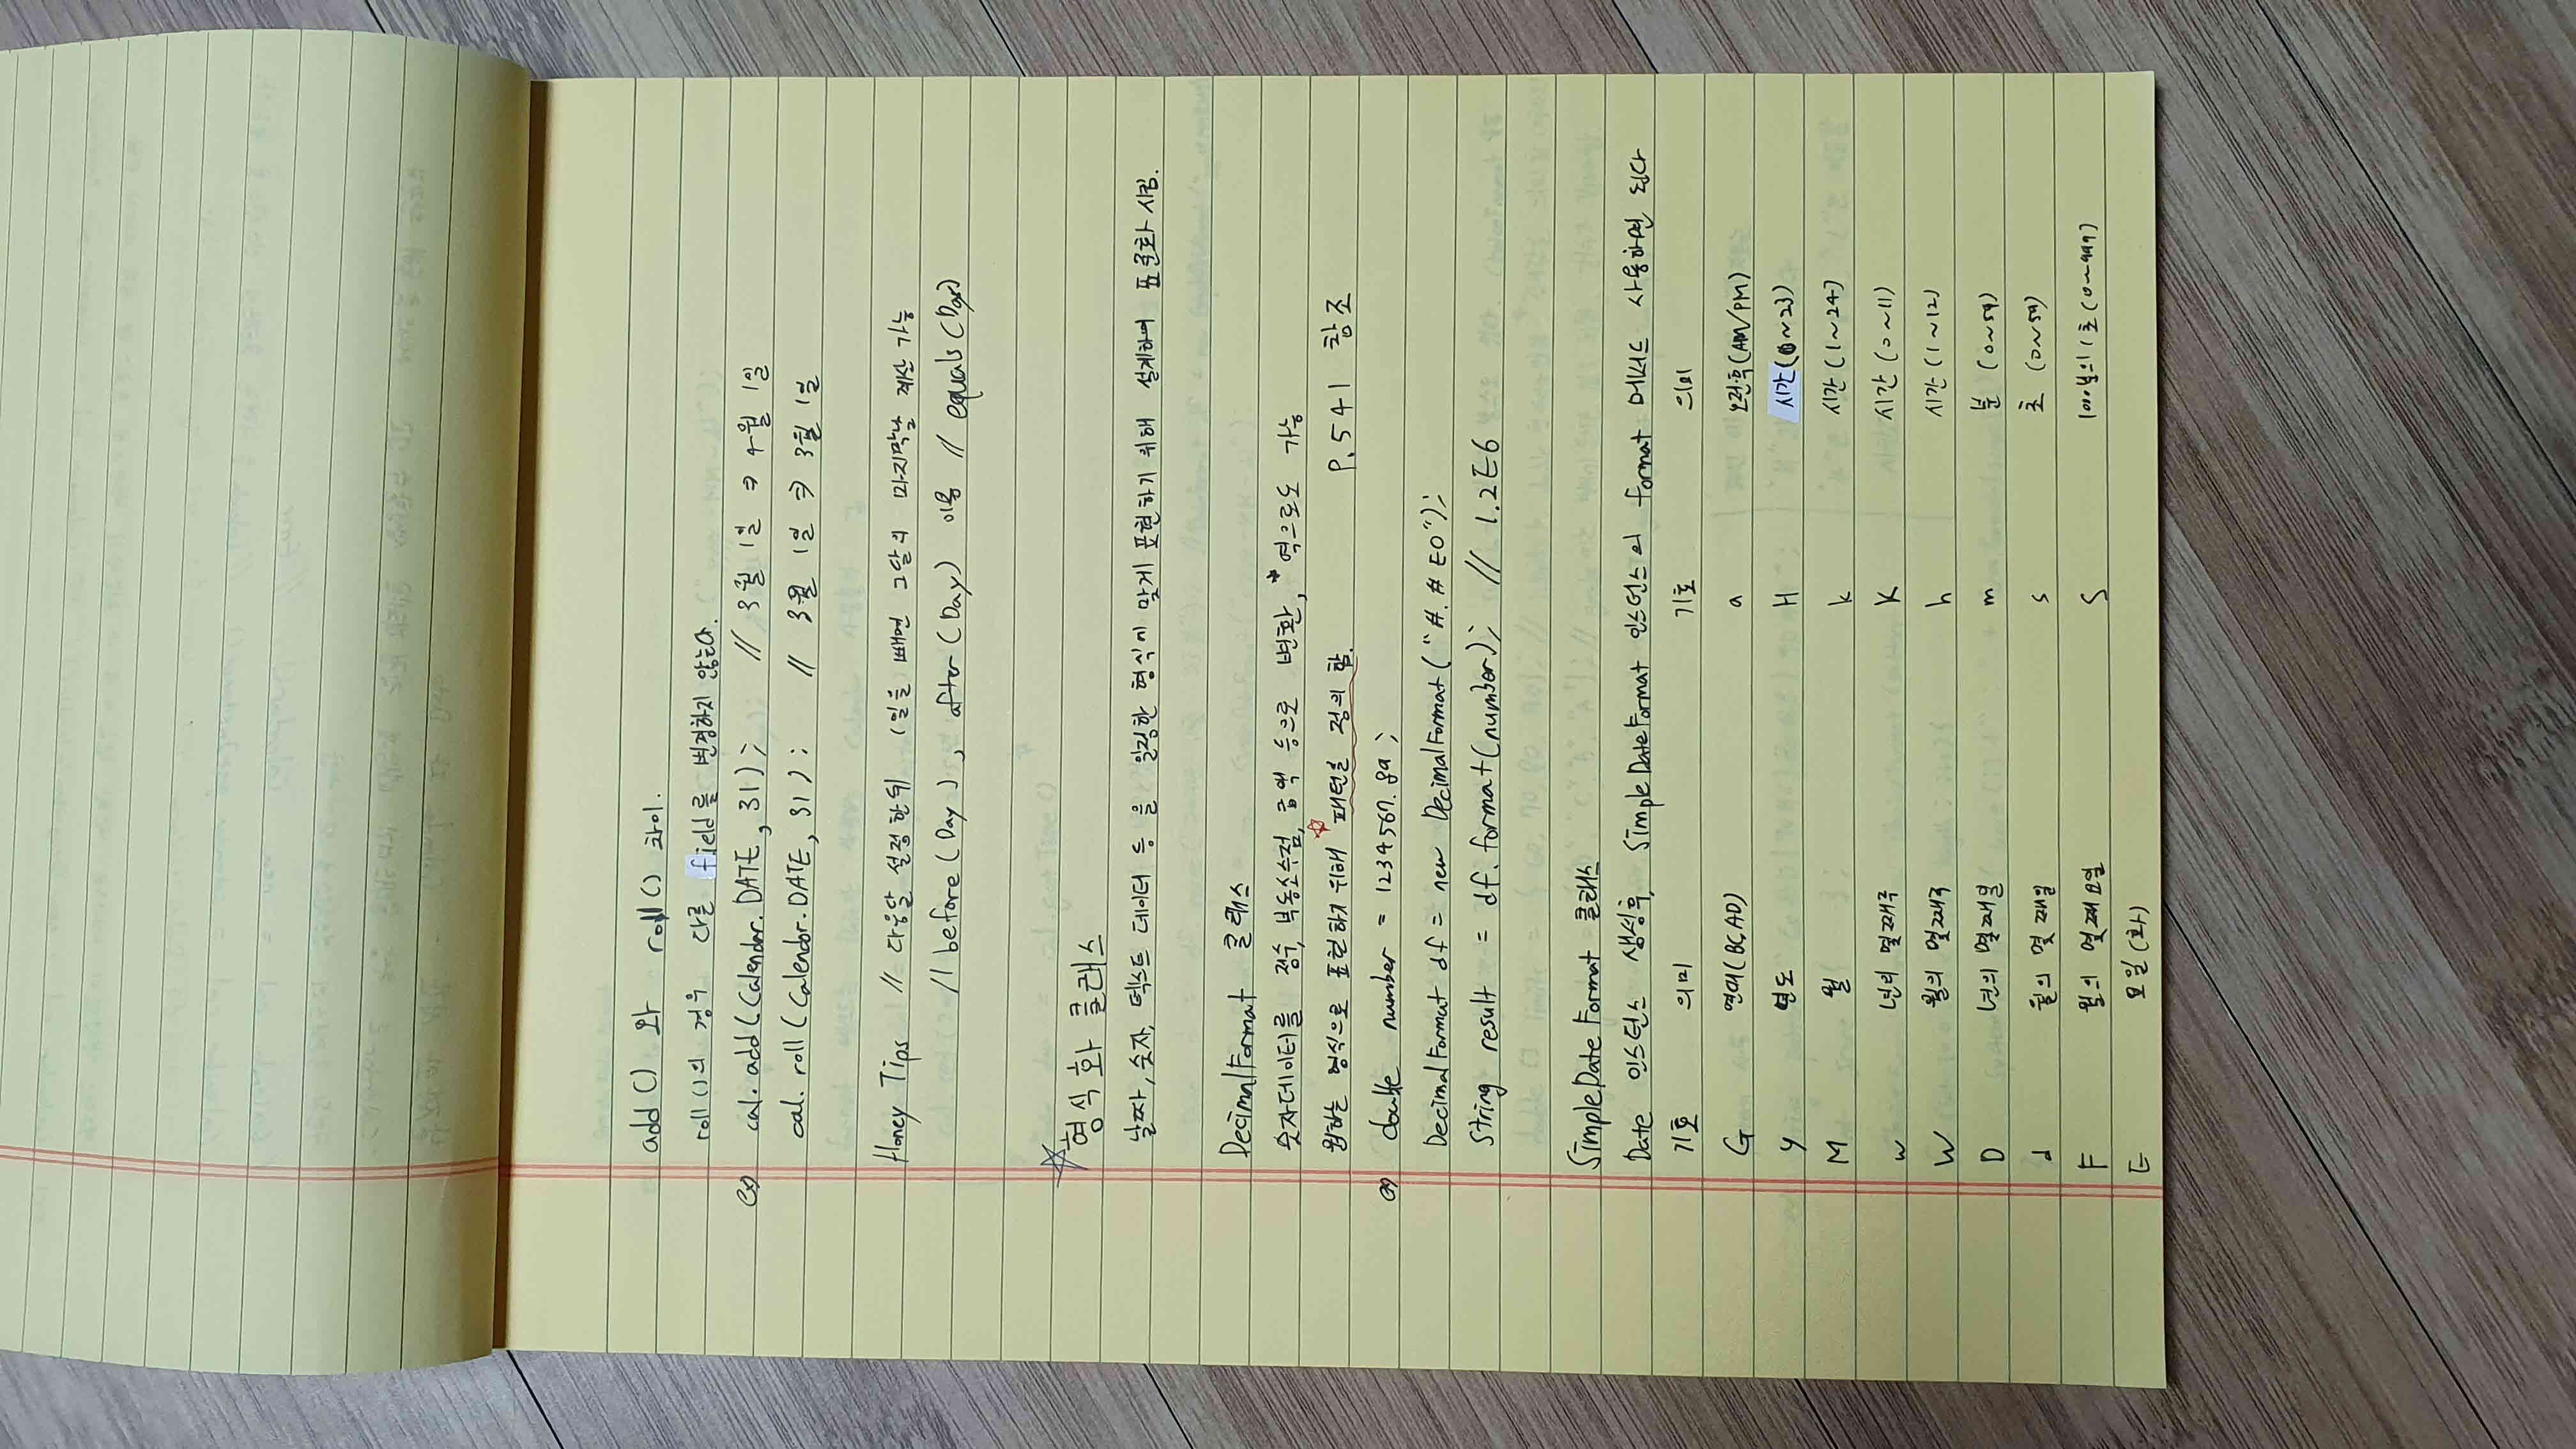 add() 와 roll() 차이.
roll()의 경우 다른 field를 변경하지 않는다.
ex) cal.add(Calendar.DATE, 31); // 3월 1일 ⇒ 4월 1일
cal.roll(Calendar.DATE, 31); // 3월 1일 ⇒ 3월 1일
Honey Tips // 다음달 설정한뒤 1일을 빼면 그달의 마지막날 계산 가능
// before(Day), after(Day) 이용 // equals(Day)
☆형식화 클래스
날짜, 숫자, 텍스트 데이터 등을 일정한 형식에 맞게 표현하기 위해 설계하여 표준화 시킴.
DecimalFormat 클래스
숫자데이터를 정수, 부동소수점, 금액 등으로 변환, *역으로도 가능
원하는 형식으로 표현하기 위해 ☆패턴을 정의 함. P.541 참조
ex) double number = 1234567.89;
DecimalFormat df = new DecimalFormat("#.#E0");
String result = df.format(number); // 1.2E6
SimpleDateFormat 클래스
Date 인스턴스 생성후, SimpleDateFormat 인스턴스의 format 메서드 사용하면 된다
기호 의미 기호 의미
G 연대(BC,AD) a 오전·후(AM/PM)
y 연도 H 시간(0~23)
M 월 k 시간(1~24)
w 년의 몇째주 K 시간(0~11)
W 월의 몇째주 h 시간(1~12)
D 년의 몇째일 m 분 (0~59)
d 월의 몇째일 s 초 (0~59)
F 월의 몇째요일 S 1000분의1초(0~999)
E 요일(화)